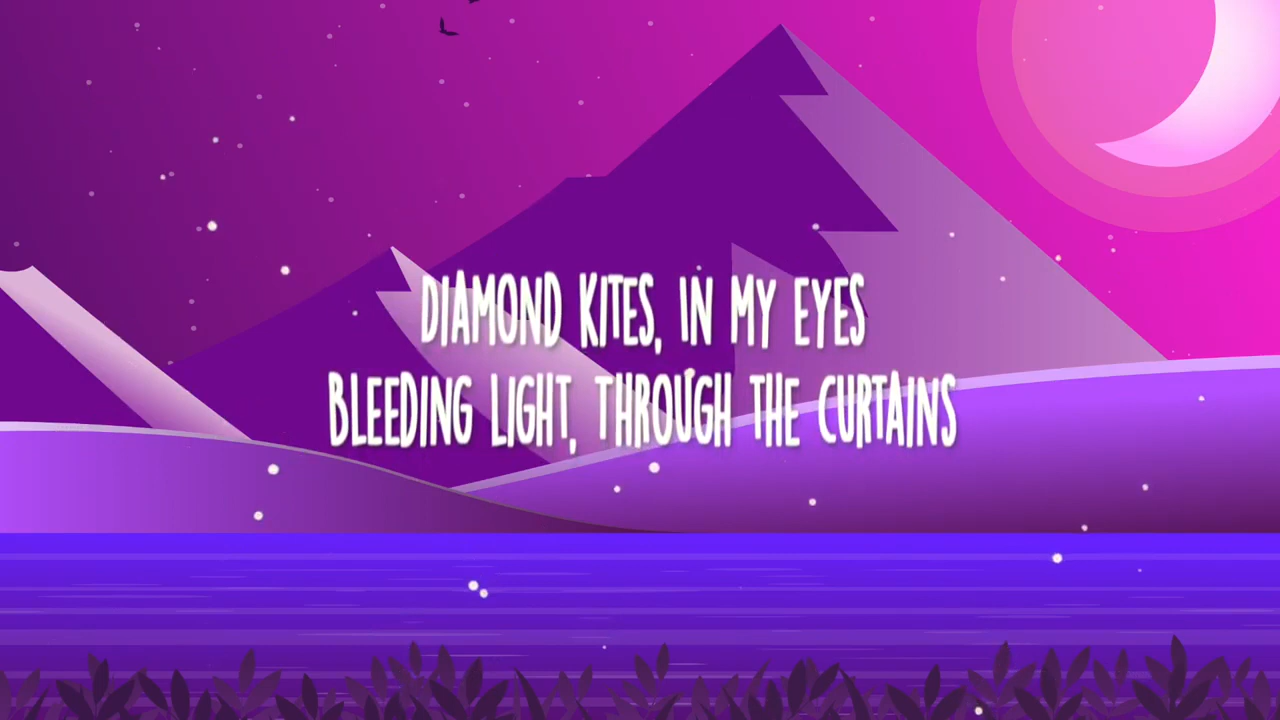 DIAMOND KITES, IN MY EYES
BLEEDING LIGHT, THROUGH THE CURTAINS